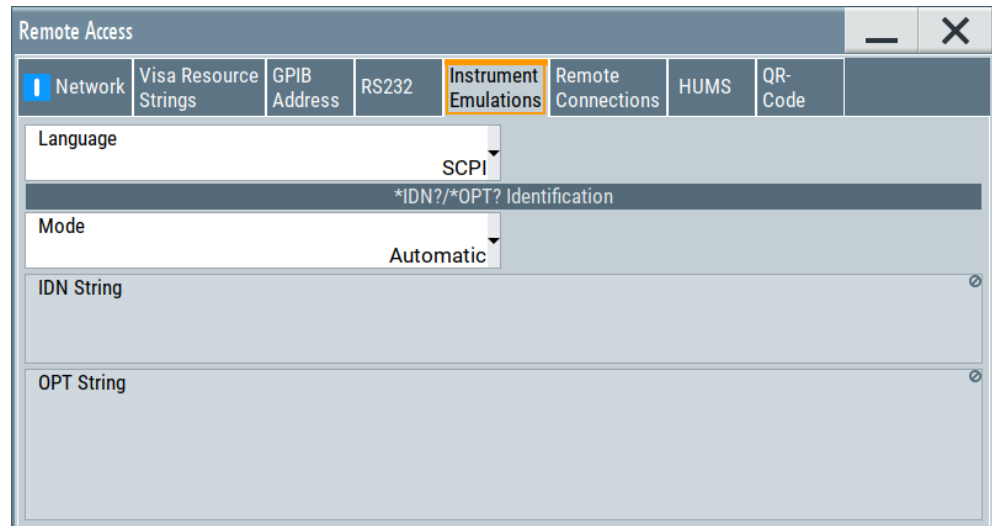 Remote Access
Network
Visa Resource
Strings
GPIB
Address
RS232
Instrument
Emulations
Remote
Connections
HUMS
QR-
Code
Language
SCPI
*IDN?/*OPT? Identification
Mode
Automatic
IDN String
OPT String